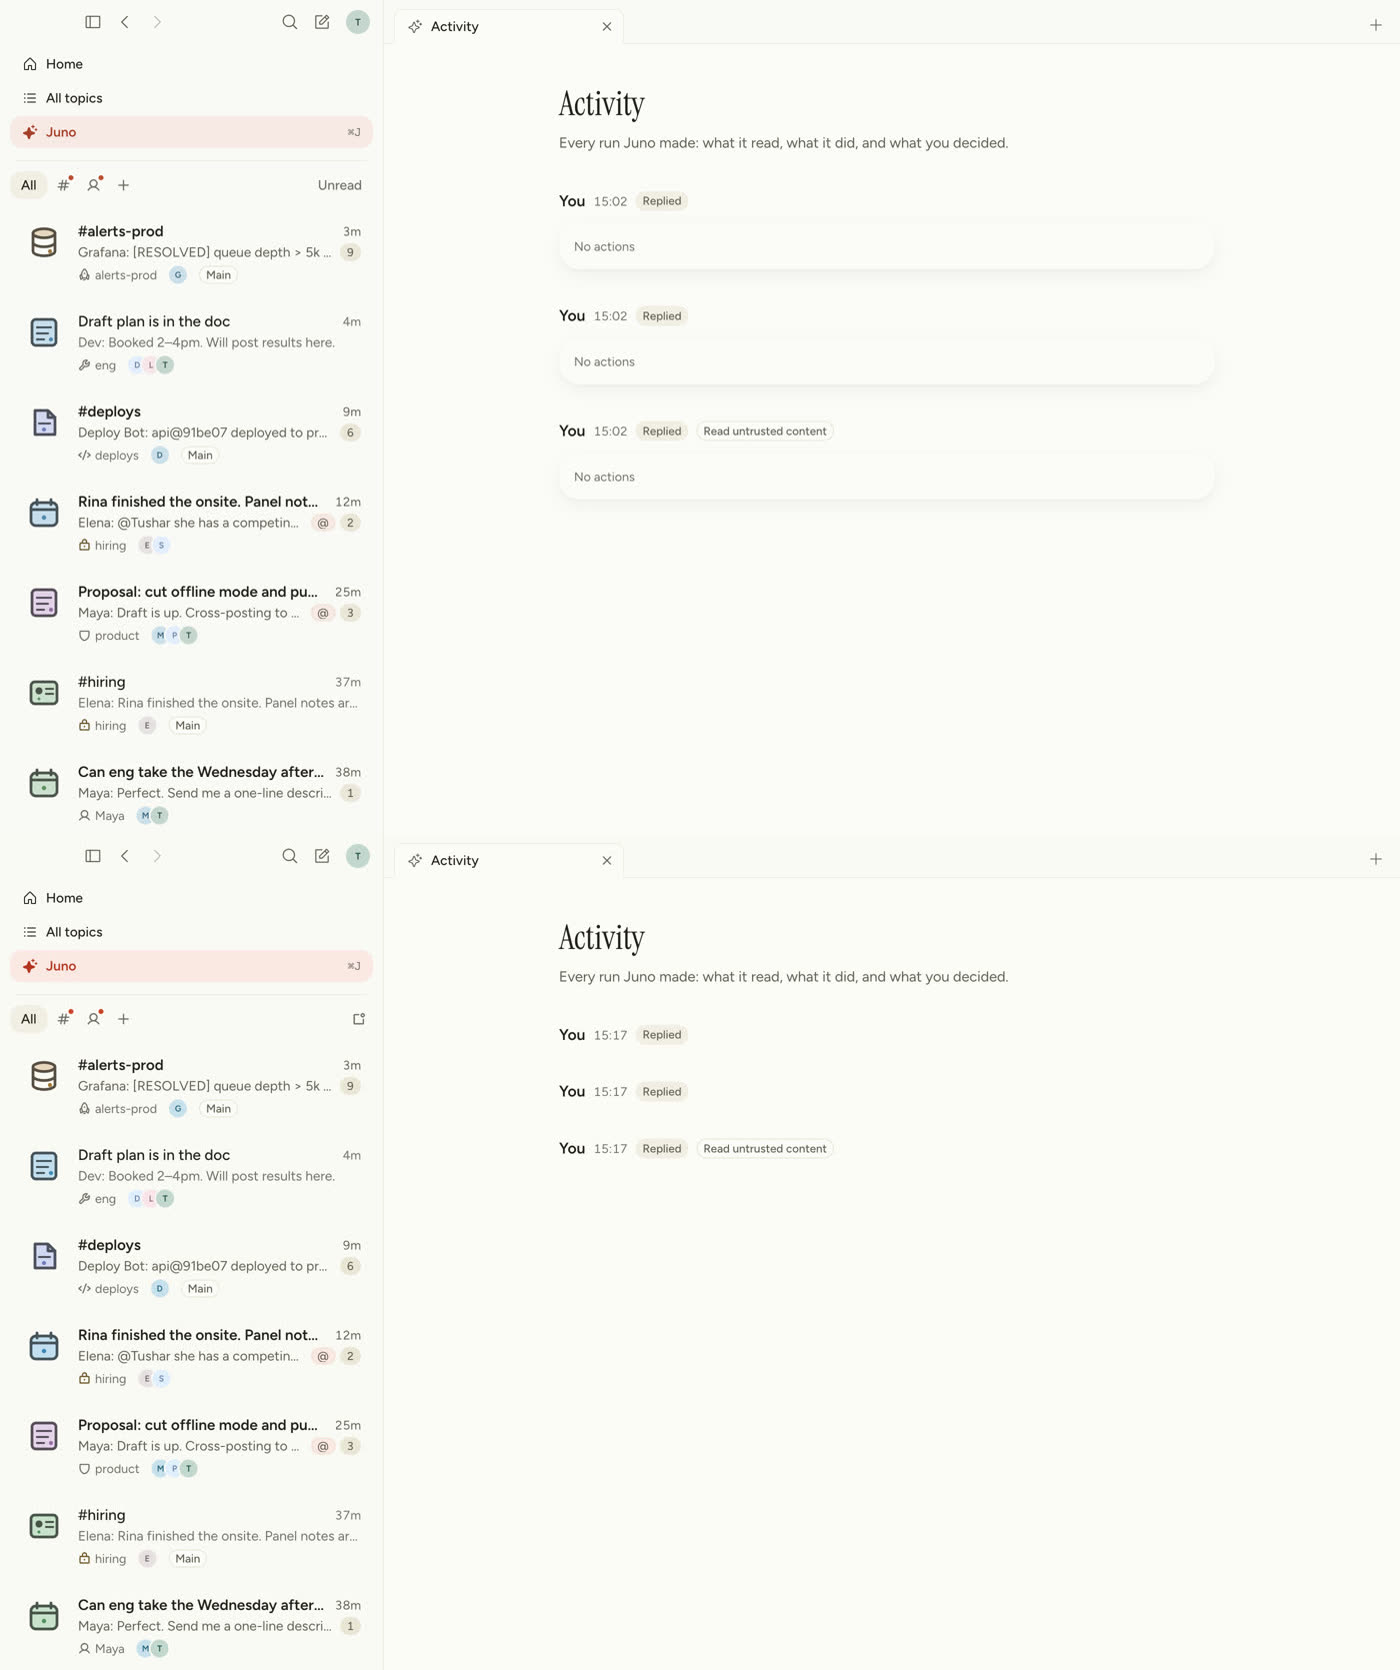 T
Home
All topics
Juno ⌘J
All Unread
#alerts-prod 3m
Grafana: [RESOLVED] queue depth > 5k ... 9
alerts-prod G Main
Draft plan is in the doc 4m
Dev: Booked 2–4pm. Will post results here.
eng D L T
#deploys 9m
Deploy Bot: api@91be07 deployed to pr... 6
deploys D Main
Rina finished the onsite. Panel not... 12m
Elena: @Tushar she has a competin... @ 2
hiring E S
Proposal: cut offline mode and pu... 25m
Maya: Draft is up. Cross-posting to ... @ 3
product M P T
#hiring 37m
Elena: Rina finished the onsite. Panel notes ar...
hiring E Main
Can eng take the Wednesday after... 38m
Maya: Perfect. Send me a one-line descri... 1
Maya M T
Activity
Activity
Every run Juno made: what it read, what it did, and what you decided.
You 15:02 Replied
No actions
You 15:02 Replied
No actions
You 15:02 Replied Read untrusted content
No actions
T
Home
All topics
Juno ⌘J
All
#alerts-prod 3m
Grafana: [RESOLVED] queue depth > 5k ... 9
alerts-prod G Main
Draft plan is in the doc 4m
Dev: Booked 2–4pm. Will post results here.
eng D L T
#deploys 9m
Deploy Bot: api@91be07 deployed to pr... 6
deploys D Main
Rina finished the onsite. Panel not... 12m
Elena: @Tushar she has a competin... @ 2
hiring E S
Proposal: cut offline mode and pu... 25m
Maya: Draft is up. Cross-posting to ... @ 3
product M P T
#hiring 37m
Elena: Rina finished the onsite. Panel notes ar...
hiring E Main
Can eng take the Wednesday after... 38m
Maya: Perfect. Send me a one-line descri... 1
Maya M T
Activity
Activity
Every run Juno made: what it read, what it did, and what you decided.
You 15:17 Replied
You 15:17 Replied
You 15:17 Replied Read untrusted content